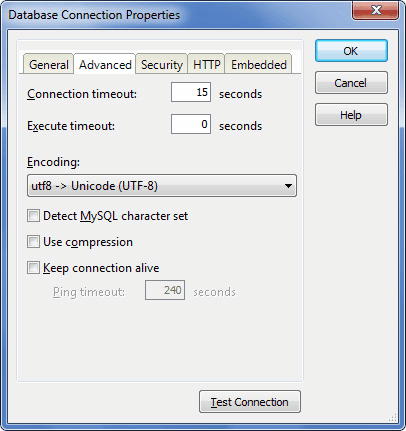 Database Connection Properties
General Advanced Security HTTP Embedded
OK
Connection timeout: 15 seconds
Cancel
Execute timeout: 0 seconds
Help
Encoding:
utf8 -> Unicode (UTF-8)
Detect MySQL character set
Use compression
Keep connection alive
Ping timeout: 240 seconds
Test Connection